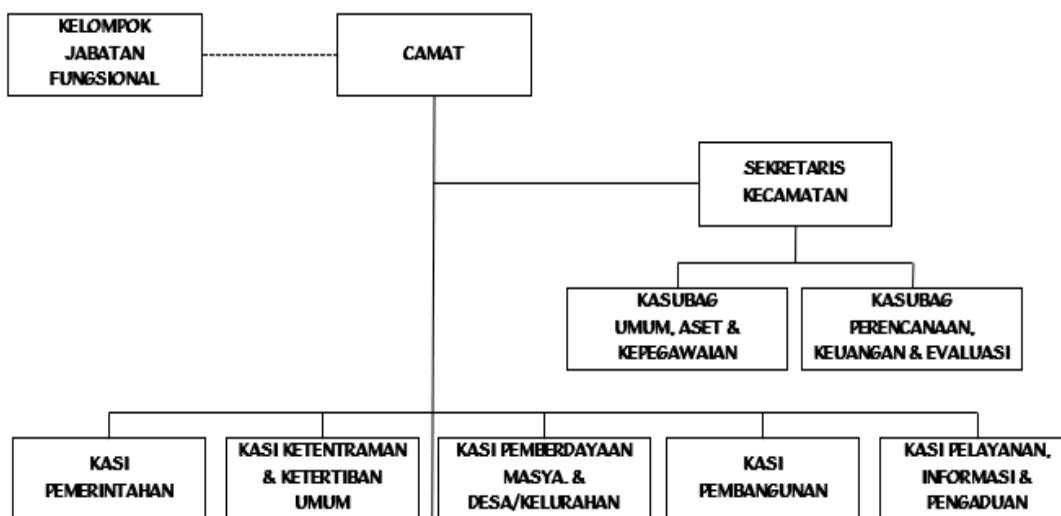 KELOMPOK
JABATAN
FUNGSIONAL
CAMAT
SEKRETARIS
KECAMATAN
KASUBAG
UMUM, ASET &
KEPEGAWAIAN
KASUBAG
PERENCANAAN,
KEUANGAN & EVALUASI
KASI
PEMERINTAHAN
KASI KETENTRAMAN
& KETERTIBAN
UMUM
KASI PEMBERDAYAAN
MASYA. &
DESA/KELURAHAN
KASI
PEMBANGUNAN
KASI PELAYANAN,
INFORMASI &
PENGADUAN